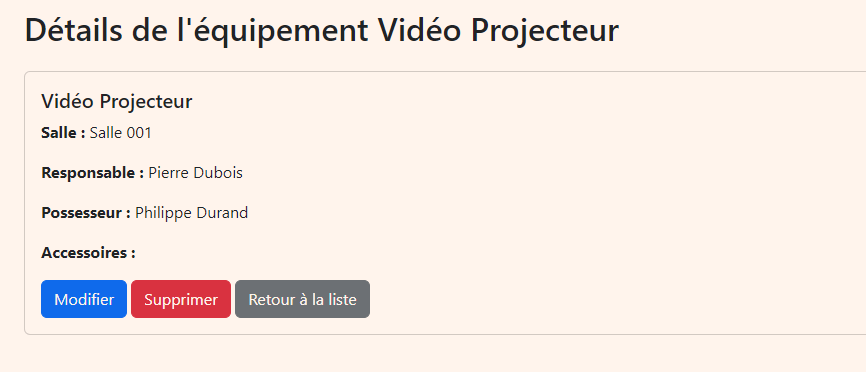 Détails de l'équipement Vidéo Projecteur
Vidéo Projecteur
Salle : Salle 001
Responsable : Pierre Dubois
Possesseur : Philippe Durand
Accessoires :
Modifier Supprimer Retour à la liste